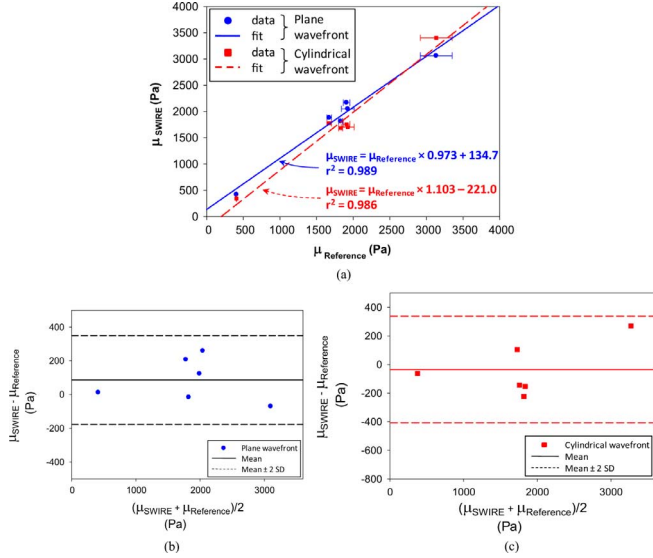 4000
3500
3000
2500
2000
1500
1000
500
0
μ SWIRE (Pa)
data Plane
fit wavefront
data Cylindrical
fit wavefront
μSWIRE = μReference × 0.973 + 134.7
r² = 0.989
μSWIRE = μReference × 1.103 – 221.0
r² = 0.986
0 500 1000 1500 2000 2500 3000 3500 4000
μ Reference (Pa)
(a)
400
200
0
-200
-400
μSWIRE - μReference
(Pa)
Plane wavefront
Mean
Mean ± 2 SD
0 1000 2000 3000
(μSWIRE + μReference)/2
(Pa)
(b)
600
400
200
0
-200
-400
-600
-800
μSWIRE - μReference
(Pa)
Cylindrical wavefront
Mean
Mean ± 2 SD
0 1000 2000 3000
(μSWIRE + μReference)/2
(Pa)
(c)